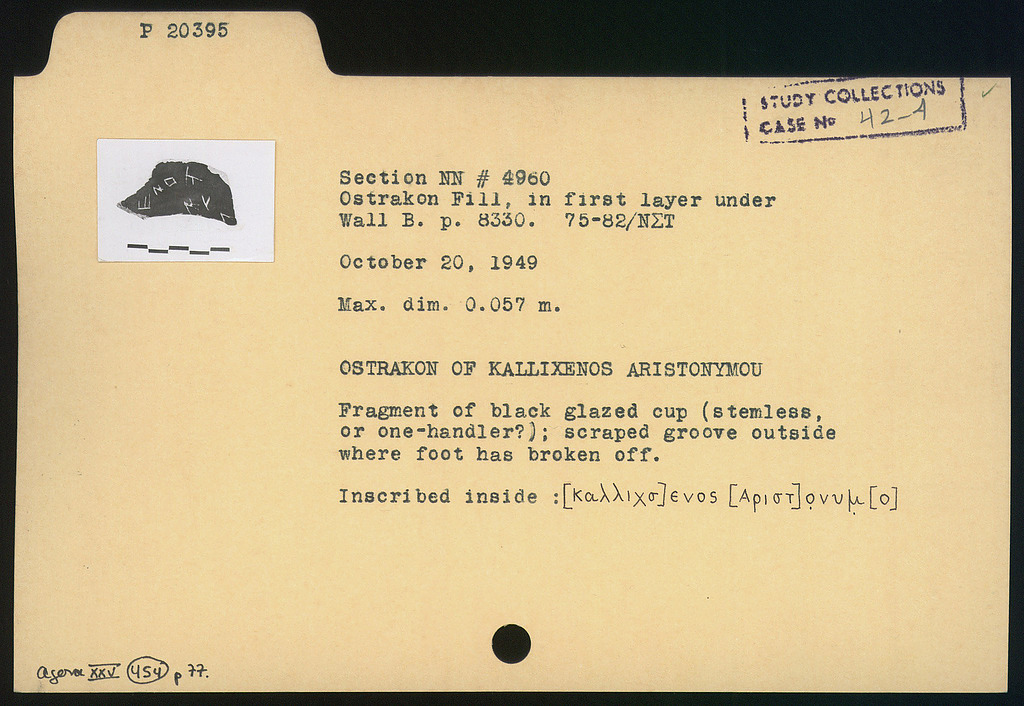 P 20395
STUDY COLLECTIONS
CASE No 42-4
Section NN # 4960
Ostrakon Fill, in first layer under
Wall B. p. 8330. 75-82/ΝΣΤ
October 20, 1949
Max. dim. 0.057 m.
OSTRAKON OF KALLIXENOS ARISTONYMOU
Fragment of black glazed cup (stemless,
or one-handler?); scraped groove outside
where foot has broken off.
Inscribed inside :[Καλλιχσ]ενος [Αριστ]ο̣νυμ̣[ο]
Agora XXV 454 p 77.